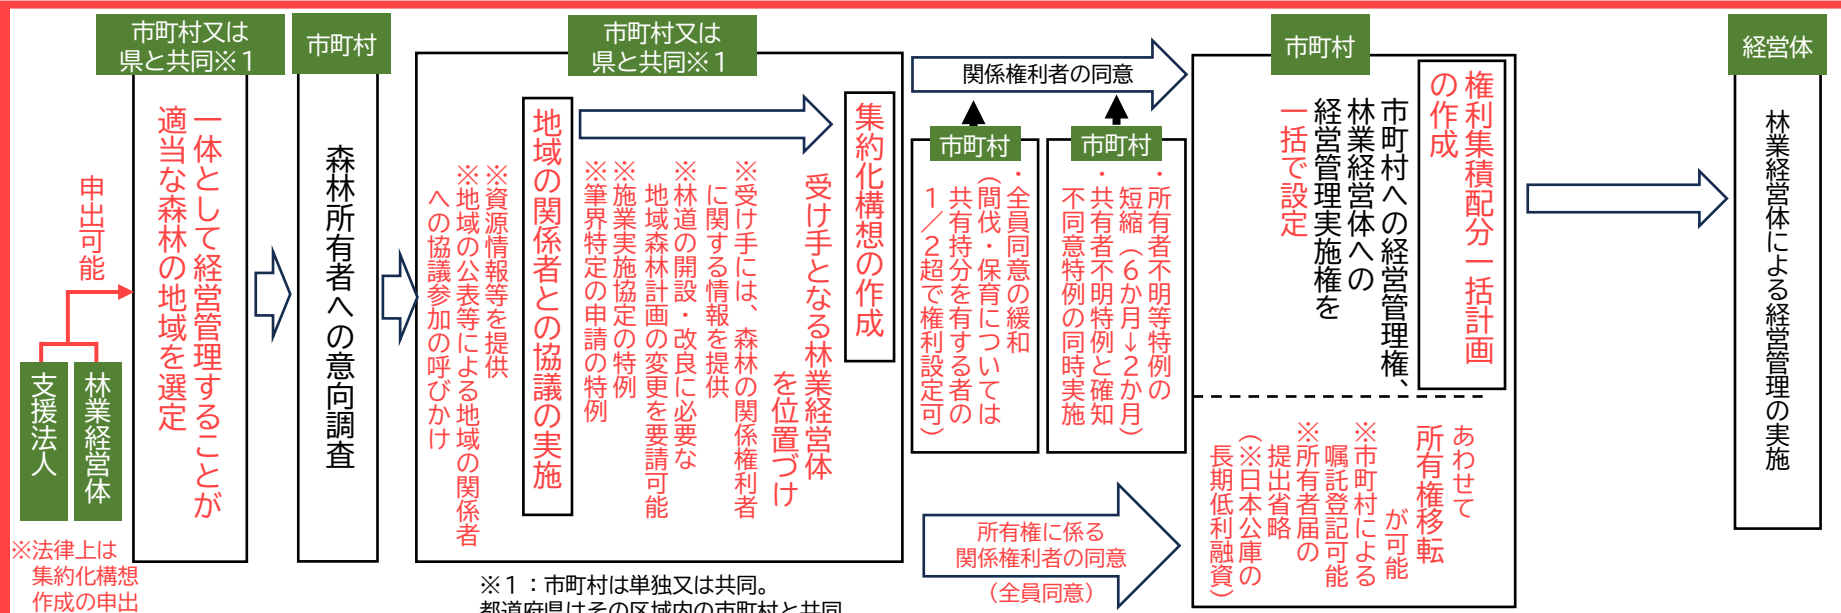 市町村又は
県と共同※1
一体として経営管理することが
適当な森林の地域を選定
申出可能
支援法人
林業経営体
※法律上は
集約化構想
作成の申出
市町村
森林所有者への意向調査
市町村又は
県と共同※1
地域の関係者との協議の実施
※資源情報等を提供
※地域の公表等による地域の関係者
への協議参加の呼びかけ
集約化構想の作成
受け手となる林業経営体
を位置づけ
※受け手には、森林の関係権利者
に関する情報を提供
※林道の開設・改良に必要な
地域森林計画の変更を要請可能
※施業実施協定の特例
※筆界特定の申請の特例
※1：市町村は単独又は共同。
都道府県はその区域内の市町村と共同
関係権利者の同意
市町村
・全員同意の緩和
（間伐・保育については
共有持分を有する者の
1／2超で権利設定可）
市町村
・所有者不明等特例の
短縮（6か月→2か月）
・共有者不明特例と確知
不同意特例の同時実施
所有権に係る
関係権利者の同意
（全員同意）
市町村
権利集積配分一括計画
の作成
市町村への経営管理権、
林業経営体への
経営管理実施権を
一括で設定
あわせて
所有権移転
が可能
※市町村による
嘱託登記可能
※所有者届の
提出省略
（※日本公庫の
長期低利融資）
経営体
林業経営体による経営管理の実施